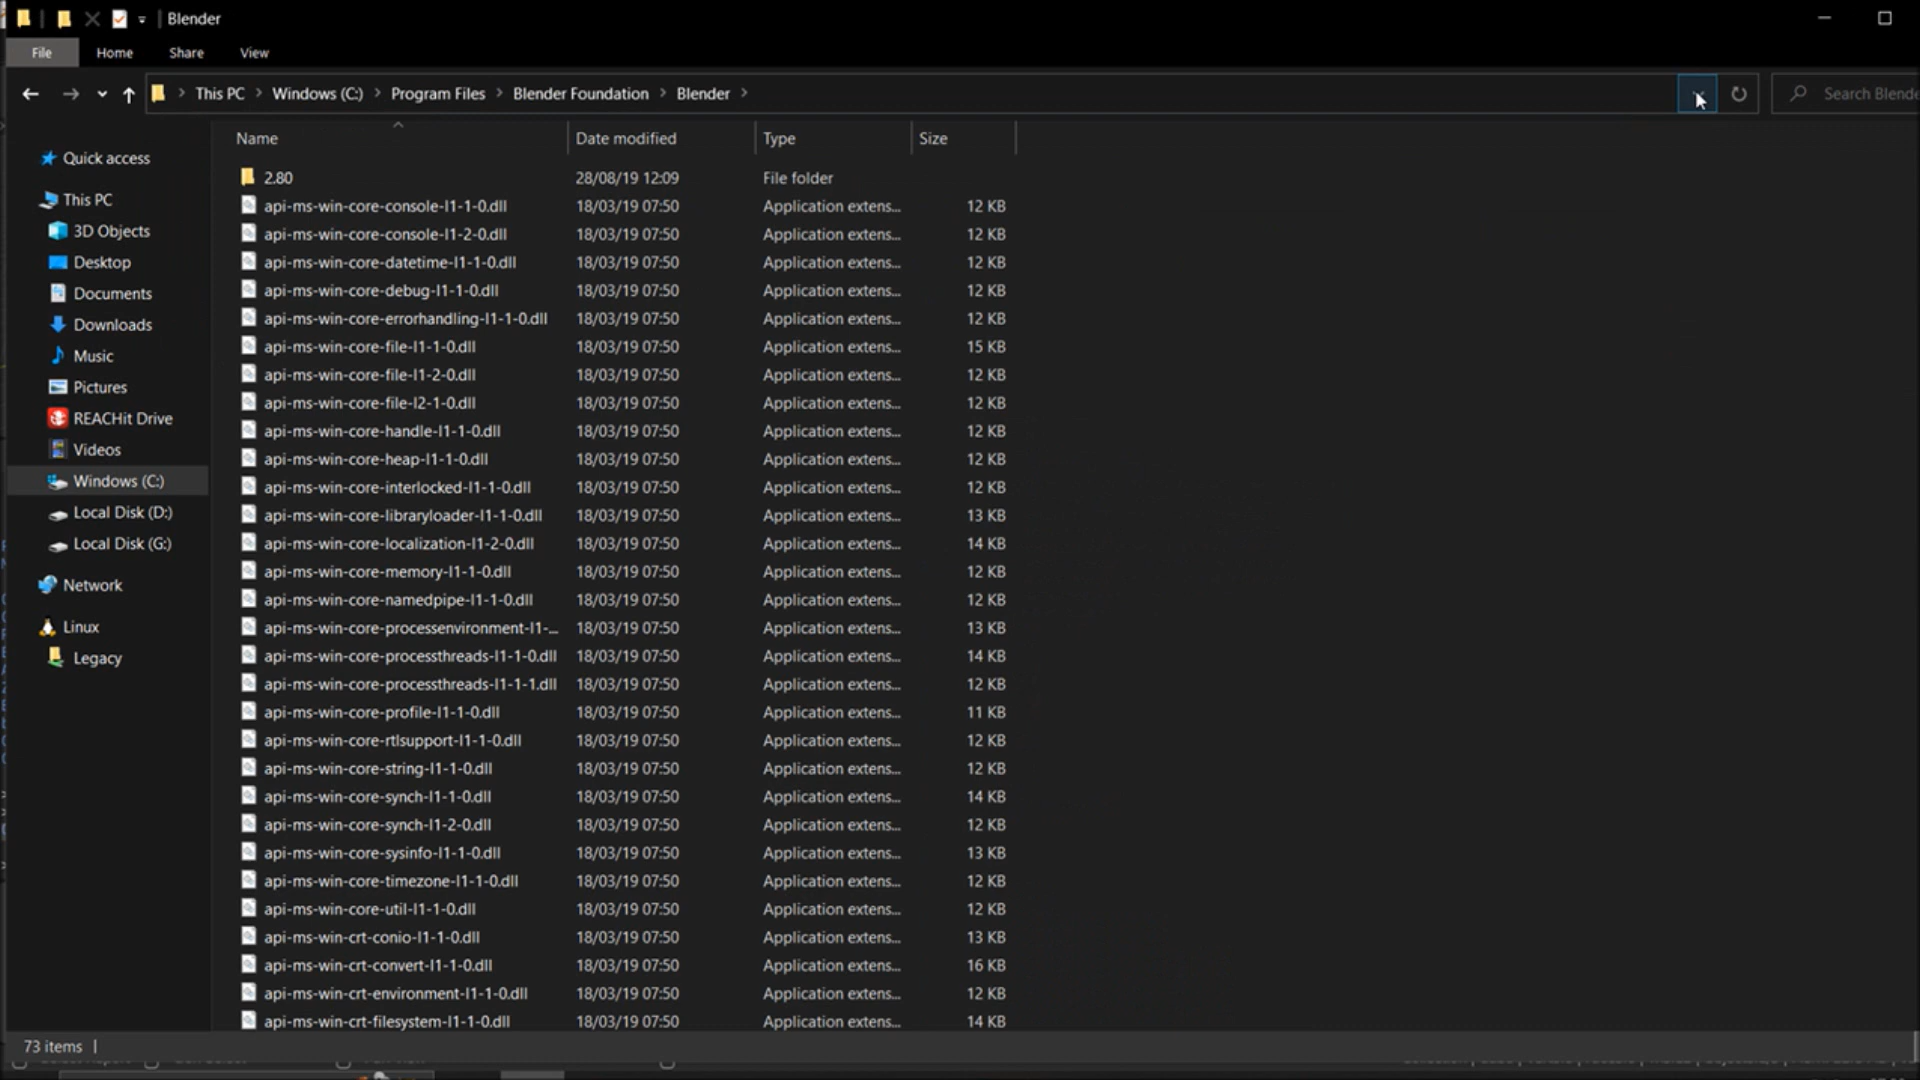 Blender
File Home Share View
This PC Windows (C:) Program Files Blender Foundation Blender Search Blende
Name Date modified Type Size
Quick access
This PC
3D Objects
Desktop
Documents
Downloads
Music
Pictures
REACHit Drive
Videos
Windows (C:)
Local Disk (D:)
Local Disk (G:)
Network
Linux
Legacy
2.80 28/08/19 12:09 File folder
api-ms-win-core-console-l1-1-0.dll 18/03/19 07:50 Application extens... 12 KB
api-ms-win-core-console-l1-2-0.dll 18/03/19 07:50 Application extens... 12 KB
api-ms-win-core-datetime-l1-1-0.dll 18/03/19 07:50 Application extens... 12 KB
api-ms-win-core-debug-l1-1-0.dll 18/03/19 07:50 Application extens... 12 KB
api-ms-win-core-errorhandling-l1-1-0.dll 18/03/19 07:50 Application extens... 12 KB
api-ms-win-core-file-l1-1-0.dll 18/03/19 07:50 Application extens... 15 KB
api-ms-win-core-file-l1-2-0.dll 18/03/19 07:50 Application extens... 12 KB
api-ms-win-core-file-l2-1-0.dll 18/03/19 07:50 Application extens... 12 KB
api-ms-win-core-handle-l1-1-0.dll 18/03/19 07:50 Application extens... 12 KB
api-ms-win-core-heap-l1-1-0.dll 18/03/19 07:50 Application extens... 12 KB
api-ms-win-core-interlocked-l1-1-0.dll 18/03/19 07:50 Application extens... 12 KB
api-ms-win-core-libraryloader-l1-1-0.dll 18/03/19 07:50 Application extens... 13 KB
api-ms-win-core-localization-l1-2-0.dll 18/03/19 07:50 Application extens... 14 KB
api-ms-win-core-memory-l1-1-0.dll 18/03/19 07:50 Application extens... 12 KB
api-ms-win-core-namedpipe-l1-1-0.dll 18/03/19 07:50 Application extens... 12 KB
api-ms-win-core-processenvironment-l1-... 18/03/19 07:50 Application extens... 13 KB
api-ms-win-core-processthreads-l1-1-0.dll 18/03/19 07:50 Application extens... 14 KB
api-ms-win-core-processthreads-l1-1-1.dll 18/03/19 07:50 Application extens... 12 KB
api-ms-win-core-profile-l1-1-0.dll 18/03/19 07:50 Application extens... 11 KB
api-ms-win-core-rtlsupport-l1-1-0.dll 18/03/19 07:50 Application extens... 12 KB
api-ms-win-core-string-l1-1-0.dll 18/03/19 07:50 Application extens... 12 KB
api-ms-win-core-synch-l1-1-0.dll 18/03/19 07:50 Application extens... 14 KB
api-ms-win-core-synch-l1-2-0.dll 18/03/19 07:50 Application extens... 12 KB
api-ms-win-core-sysinfo-l1-1-0.dll 18/03/19 07:50 Application extens... 13 KB
api-ms-win-core-timezone-l1-1-0.dll 18/03/19 07:50 Application extens... 12 KB
api-ms-win-core-util-l1-1-0.dll 18/03/19 07:50 Application extens... 12 KB
api-ms-win-crt-conio-l1-1-0.dll 18/03/19 07:50 Application extens... 13 KB
api-ms-win-crt-convert-l1-1-0.dll 18/03/19 07:50 Application extens... 16 KB
api-ms-win-crt-environment-l1-1-0.dll 18/03/19 07:50 Application extens... 12 KB
api-ms-win-crt-filesystem-l1-1-0.dll 18/03/19 07:50 Application extens... 14 KB
73 items